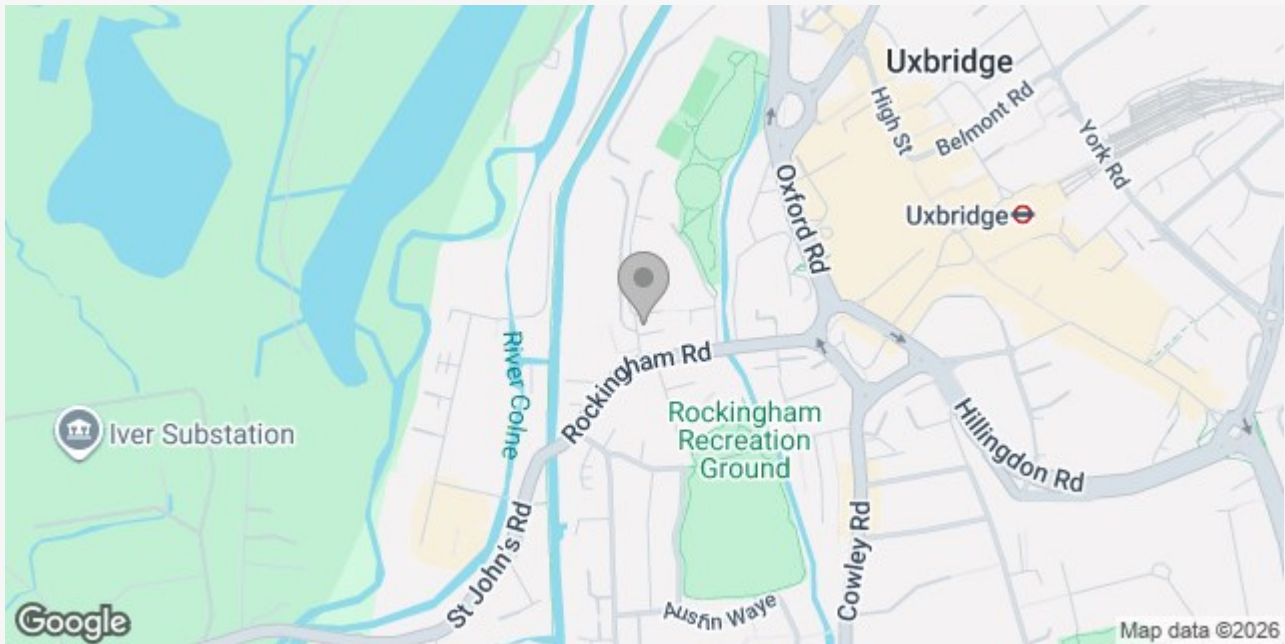 Uxbridge
High St
Belmont Rd
York Rd
Oxford Rd
Uxbridge
River Colne
Rockingham Rd
Iver Substation
Rockingham
Recreation
Ground
Hillingdon Rd
St John's Rd
Cowley Rd
Austin Waye
Google
Map data ©2026